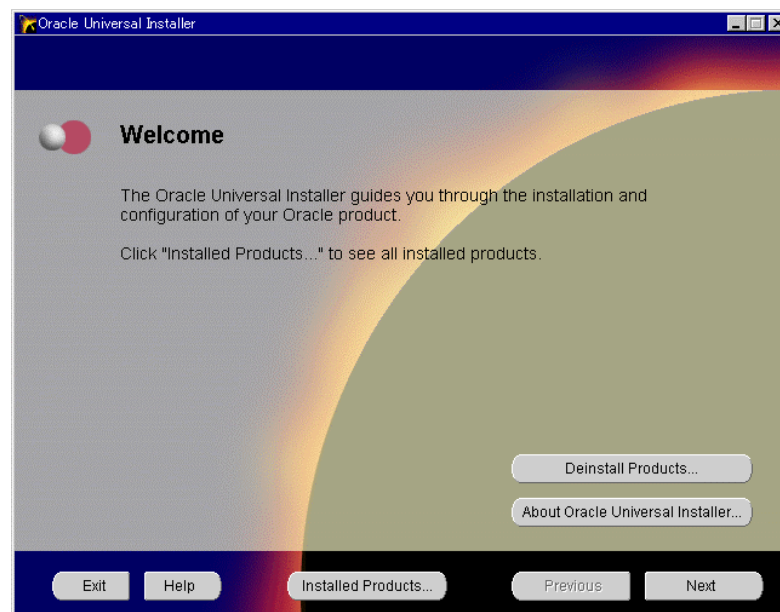 Oracle Universal Installer
Welcome
The Oracle Universal Installer guides you through the installation and
configuration of your Oracle product.
Click "Installed Products..." to see all installed products.
Deinstall Products...
About Oracle Universal Installer...
Exit
Help
Installed Products...
Previous
Next